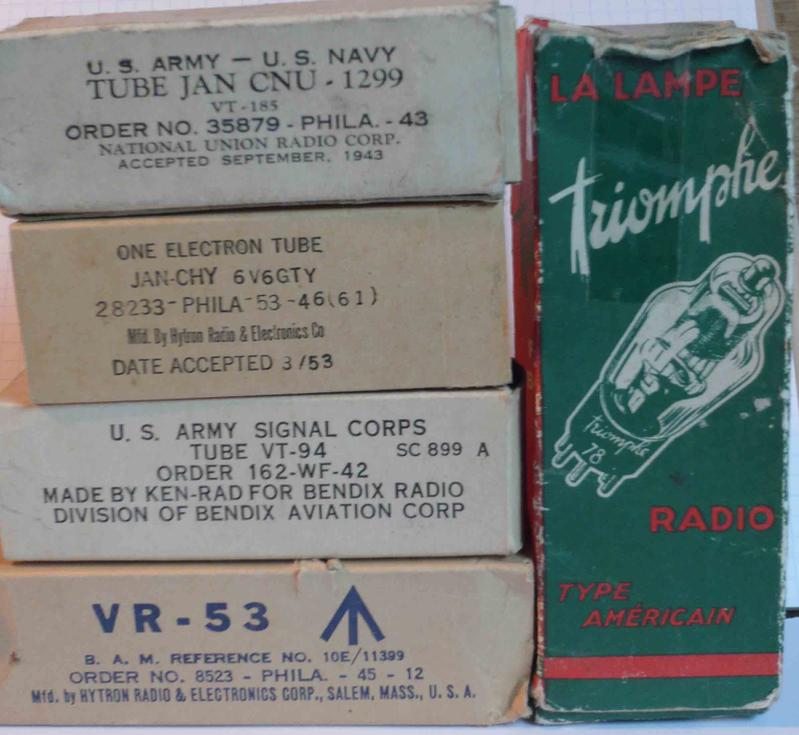 U. S. ARMY — U. S. NAVY
TUBE JAN CNU - 1299
VT-185
ORDER NO. 35879 - PHILA. - 43
NATIONAL UNION RADIO CORP.
ACCEPTED SEPTEMBER, 1943
ONE ELECTRON TUBE
JAN-CHY 6V6GTY
28233-PHILA-53-46(61)
Mfd. By Hytron Radio & Electronics Co
DATE ACCEPTED 3/53
U. S. ARMY SIGNAL CORPS
TUBE VT-94 SC 899 A
ORDER 162-WF-42
MADE BY KEN-RAD FOR BENDIX RADIO
DIVISION OF BENDIX AVIATION CORP
VR-53
B. A. M. REFERENCE NO. 10E/11399
ORDER NO. 8523 - PHILA. - 45 - 12
Mfd. by HYTRON RADIO & ELECTRONICS CORP., SALEM, MASS., U. S. A.
LA LAMPE
Triomphe
triomphe
78
RADIO
TYPE
AMÉRICAIN